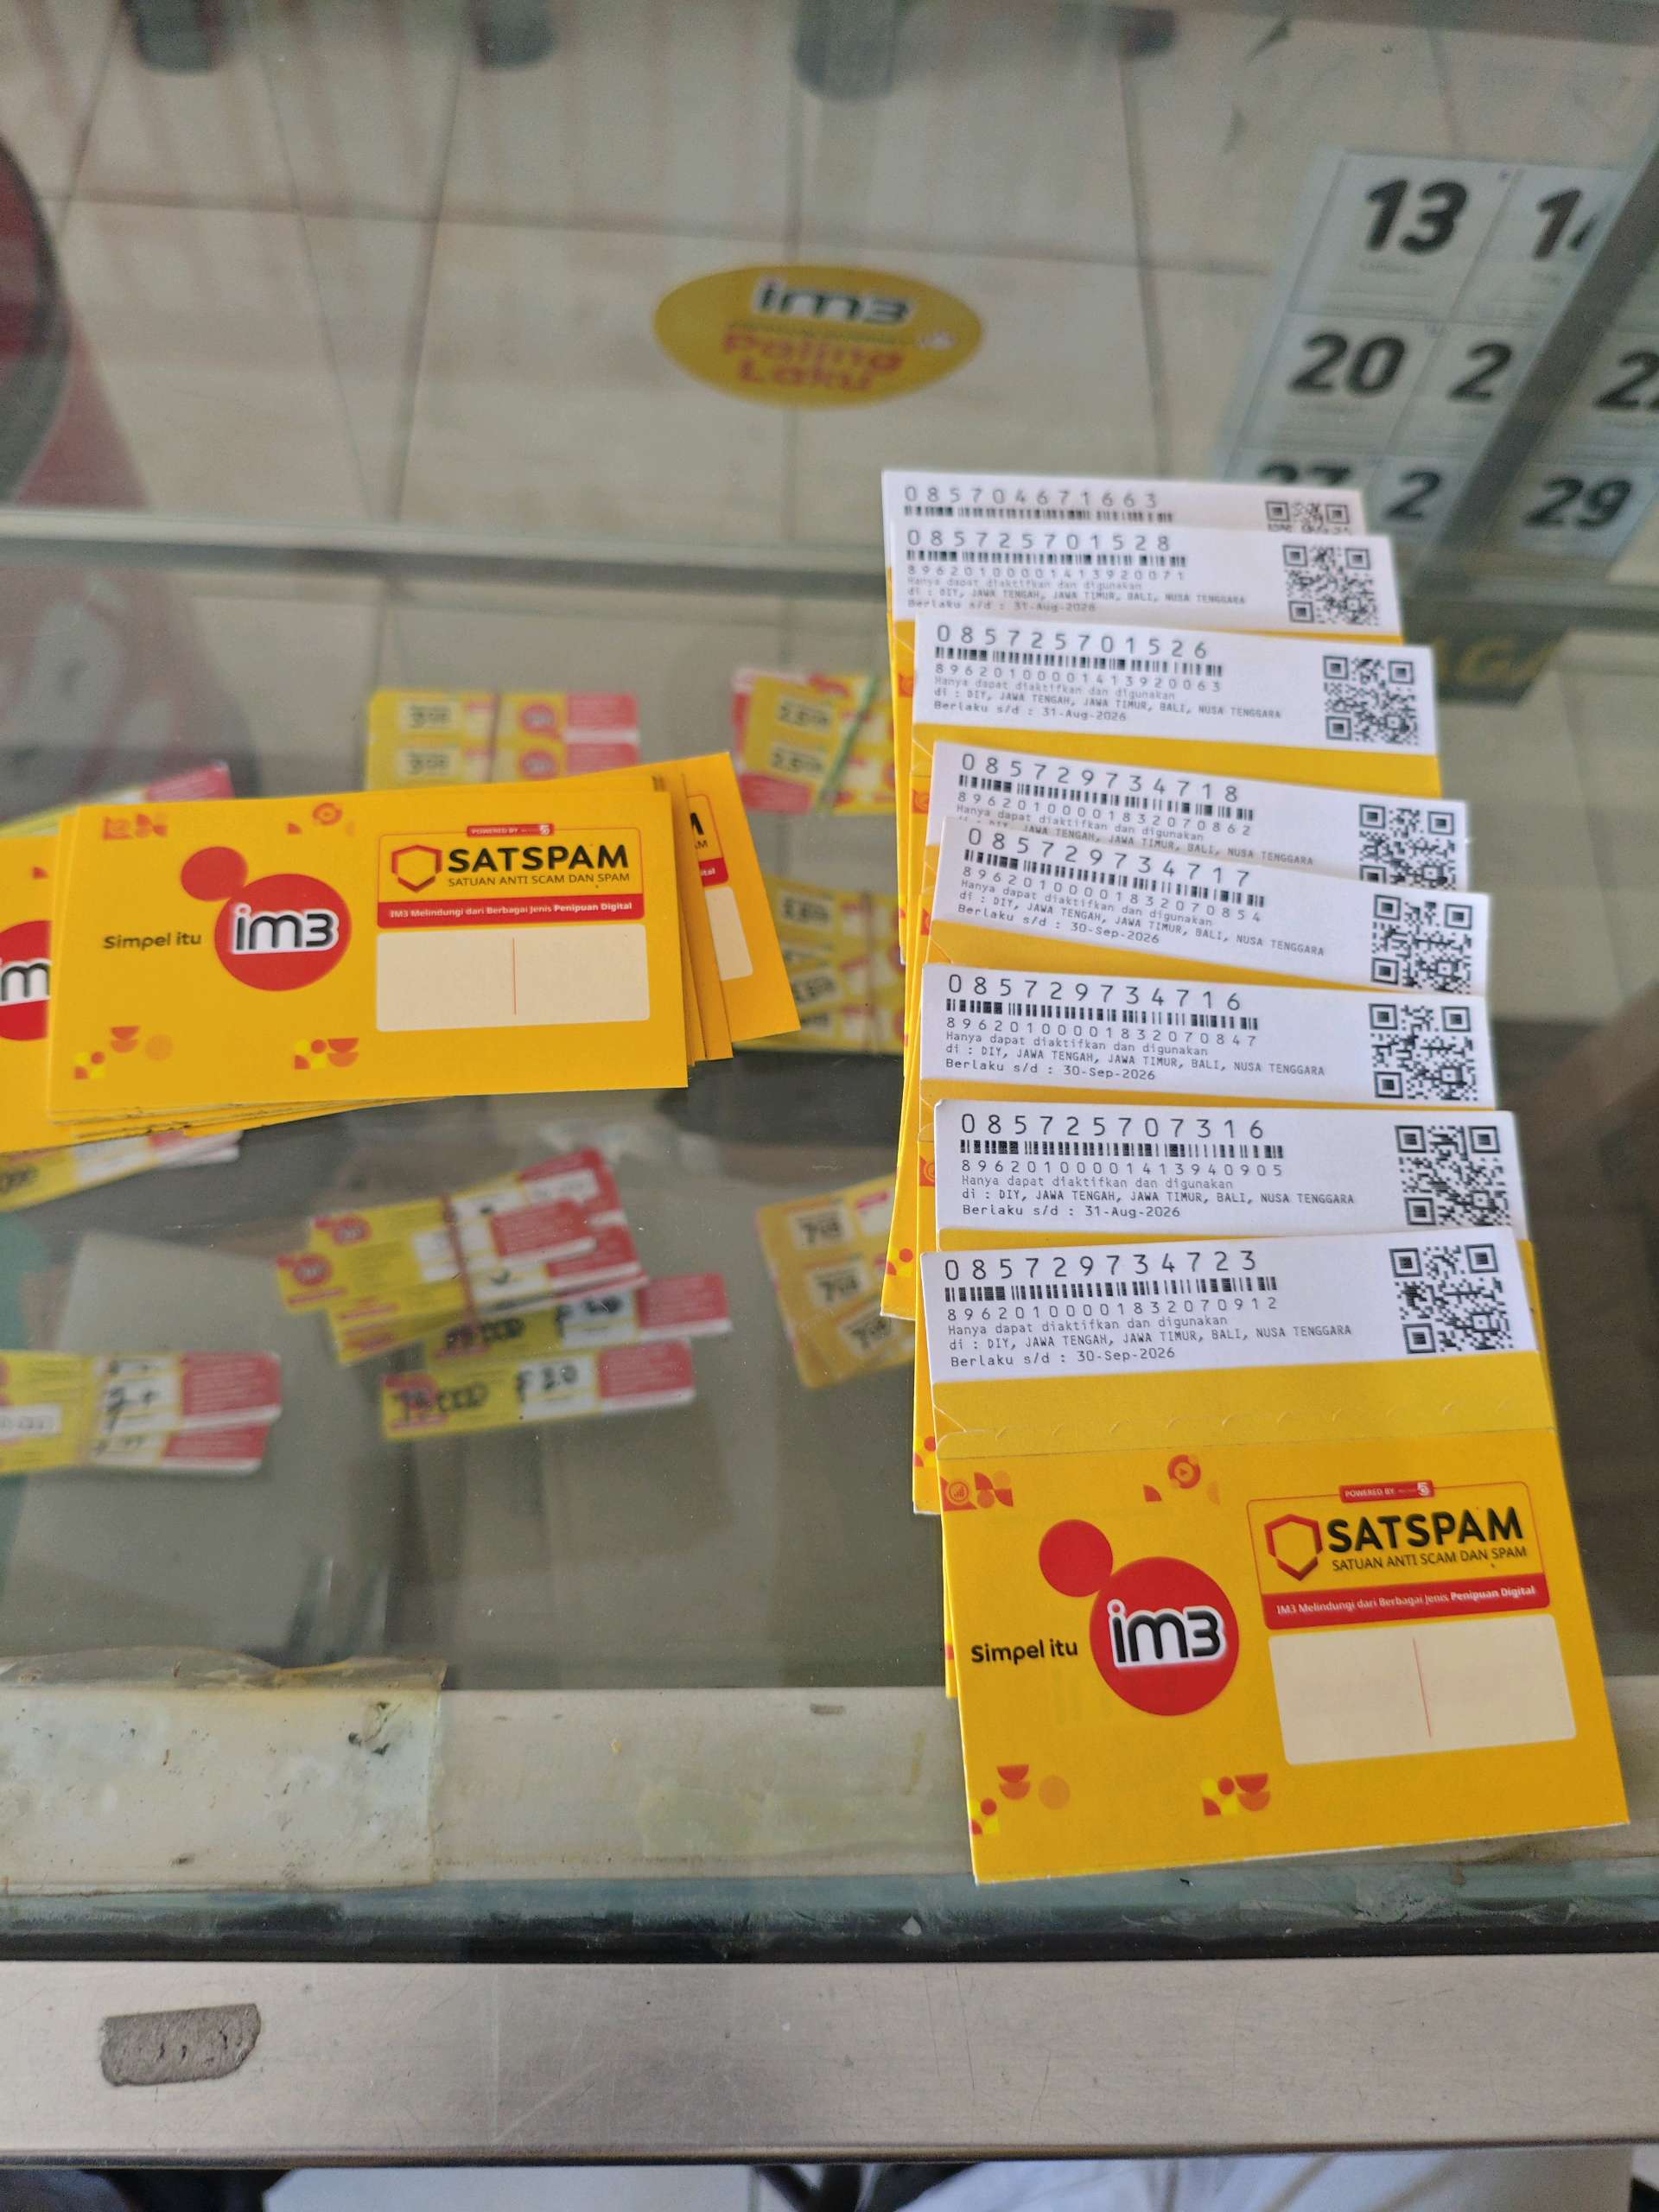 13
20
2
29
im3
Paling
Laku
085704671663
085725701528
89620100001413920071
Hanya dapat diaktifkan dan digunakan
di : DIY, JAWA TENGAH, JAWA TIMUR, BALI, NUSA TENGGARA
Berlaku s/d : 31-Aug-2026
085725701526
89620100001413920063
Hanya dapat diaktifkan dan digunakan
di : DIY, JAWA TENGAH, JAWA TIMUR, BALI, NUSA TENGGARA
Berlaku s/d : 31-Aug-2026
085729734718
89620100001832070862
Hanya dapat diaktifkan dan digunakan
di : DIY, JAWA TENGAH, JAWA TIMUR, BALI, NUSA TENGGARA
085729734717
89620100001832070854
Hanya dapat diaktifkan dan digunakan
di : DIY, JAWA TENGAH, JAWA TIMUR, BALI, NUSA TENGGARA
Berlaku s/d : 30-Sep-2026
085729734716
89620100001832070847
Hanya dapat diaktifkan dan digunakan
di : DIY, JAWA TENGAH, JAWA TIMUR, BALI, NUSA TENGGARA
Berlaku s/d : 30-Sep-2026
085725707316
89620100001413940905
Hanya dapat diaktifkan dan digunakan
di : DIY, JAWA TENGAH, JAWA TIMUR, BALI, NUSA TENGGARA
Berlaku s/d : 31-Aug-2026
085729734723
89620100001832070912
Hanya dapat diaktifkan dan digunakan
di : DIY, JAWA TENGAH, JAWA TIMUR, BALI, NUSA TENGGARA
Berlaku s/d : 30-Sep-2026
POWERED BY
SATSPAM
SATUAN ANTI SCAM DAN SPAM
IM3 Melindungi dari Berbagai Jenis Penipuan Digital
Simpel itu im3
POWERED BY
SATSPAM
SATUAN ANTI SCAM DAN SPAM
IM3 Melindungi dari Berbagai Jenis Penipuan Digital
Simpel itu im3